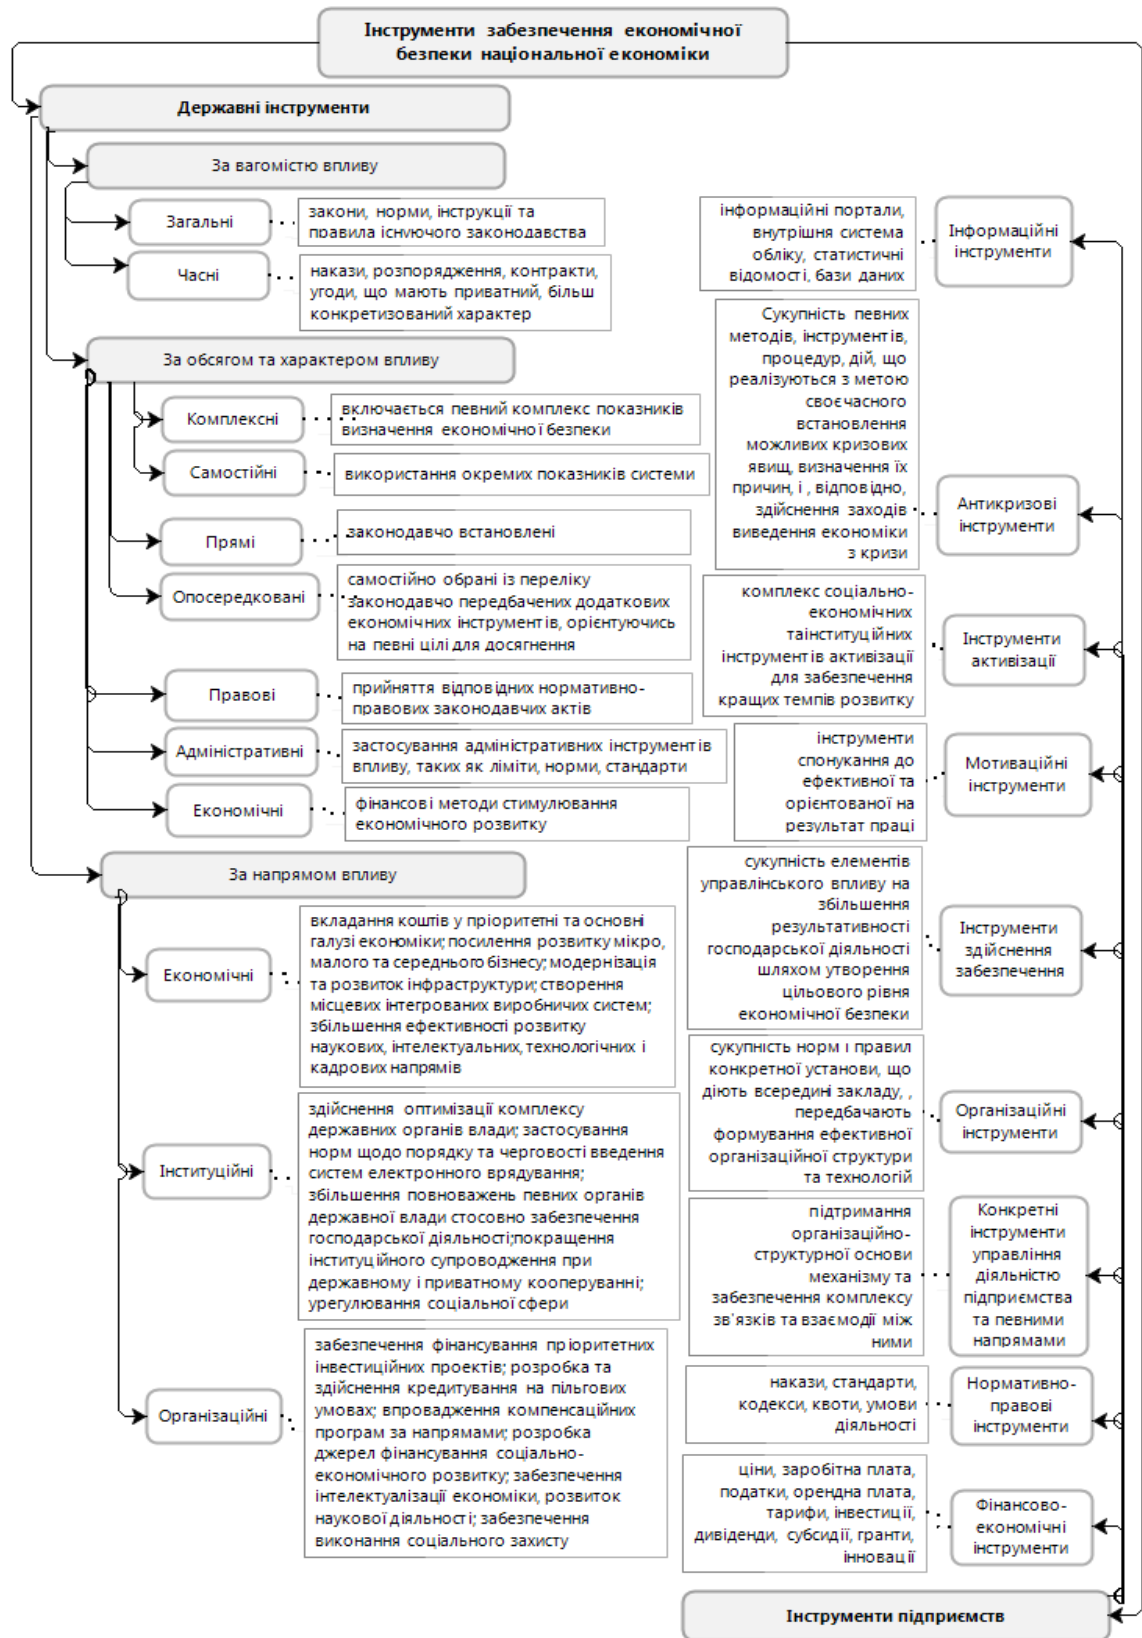 Інструменти забезпечення економічної
безпеки національної економіки
Державні інструменти
За вагомістю впливу
Загальні
закони, норми, інструкції та
правила існуючого законодавства
Часні
накази, розпорядження, контракти,
угоди, що мають приватний, більш
конкретизований характер
За обсягом та характером впливу
Комплексні
включається певний комплекс показників
визначення економічної безпеки
Самостійні
використання окремих показників системи
Прямі
законодавчо встановлені
Опосередковані
самостійно обрані із переліку
законодавчо передбачених додаткових
економічних інструментів, орієнтуючись
на певні цілі для досягнення
Правові
прийняття відповідних нормативно-
правових законодавчих актів
Адміністративні
застосування адміністративних інструментів
впливу, таких як ліміти, норми, стандарти
Економічні
фінансові методи стимулювання
економічного розвитку
За напрямом впливу
Економічні
вкладання коштів у пріоритетні та основні
галузі економіки; посилення розвитку мікро,
малого та середнього бізнесу; модернізація
та розвиток інфраструктури; створення
місцевих інтегрованих виробничих систем;
збільшення ефективності розвитку
наукових, інтелектуальних, технологічних і
кадрових напрямів
Інституційні
здійснення оптимізації комплексу
державних органів влади; застосування
норм щодо порядку та черговості введення
систем електронного врядування;
збільшення повноважень певних органів
державної влади стосовно забезпечення
господарської діяльності;покращення
інституційного супроводження при
державному і приватному кооперуванні;
урегулювання соціальної сфери
Організаційні
забезпечення фінансування пріоритетних
інвестиційних проектів; розробка та
здійснення кредитування на пільгових
умовах; впровадження компенсаційних
програм за напрямами; розробка
джерел фінансування соціально-
економічного розвитку; забезпечення
інтелектуалізації економіки, розвиток
наукової діяльності; забезпечення
виконання соціального захисту
інформаційні портали,
внутрішня система
обліку, статистичні
відомості, бази даних
Інформаційні
інструменти
Сукупність певних
методів, інструментів,
процедур, дій, що
реалізуються з метою
своєчасного
встановлення
можливих кризових
явищ, визначення їх
причин, і , відповідно,
здійснення заходів
виведення економіки
з кризи
Антикризові
інструменти
комплекс соціально-
економічних
таінституційних
інструментів активізації
для забезпечення
кращих темпів розвитку
Інструменти
активізації
інструменти
спонукання до
ефективної та
орієнтованої на
результат праці
Мотиваційні
інструменти
сукупність елементів
управлінського впливу на
збільшення
результативності
господарської діяльності
шляхом утворення
цільового рівня
економічної безпеки
Інструменти
здійснення
забезпечення
сукупність норм і правил
конкретної установи, що
діють всередині закладу, ,
передбачають
формування ефективної
організаційної структури
та технологій
Організаційні
інструменти
підтримання
організаційно-
структурної основи
механізму та
забезпечення комплексу
зв'язків та взаємодії між
ними
Конкретні
інструменти
управління
діяльністю
підприємства
та певними
напрямами
накази, стандарти,
кодекси, квоти, умови
діяльності
Нормативно-
правові
інструменти
ціни, заробітна плата,
податки, орендна плата,
тарифи, інвестиції,
дивіденди, субсидії, гранти,
інновації
Фінансово-
економічні
інструменти
Інструменти підприємств